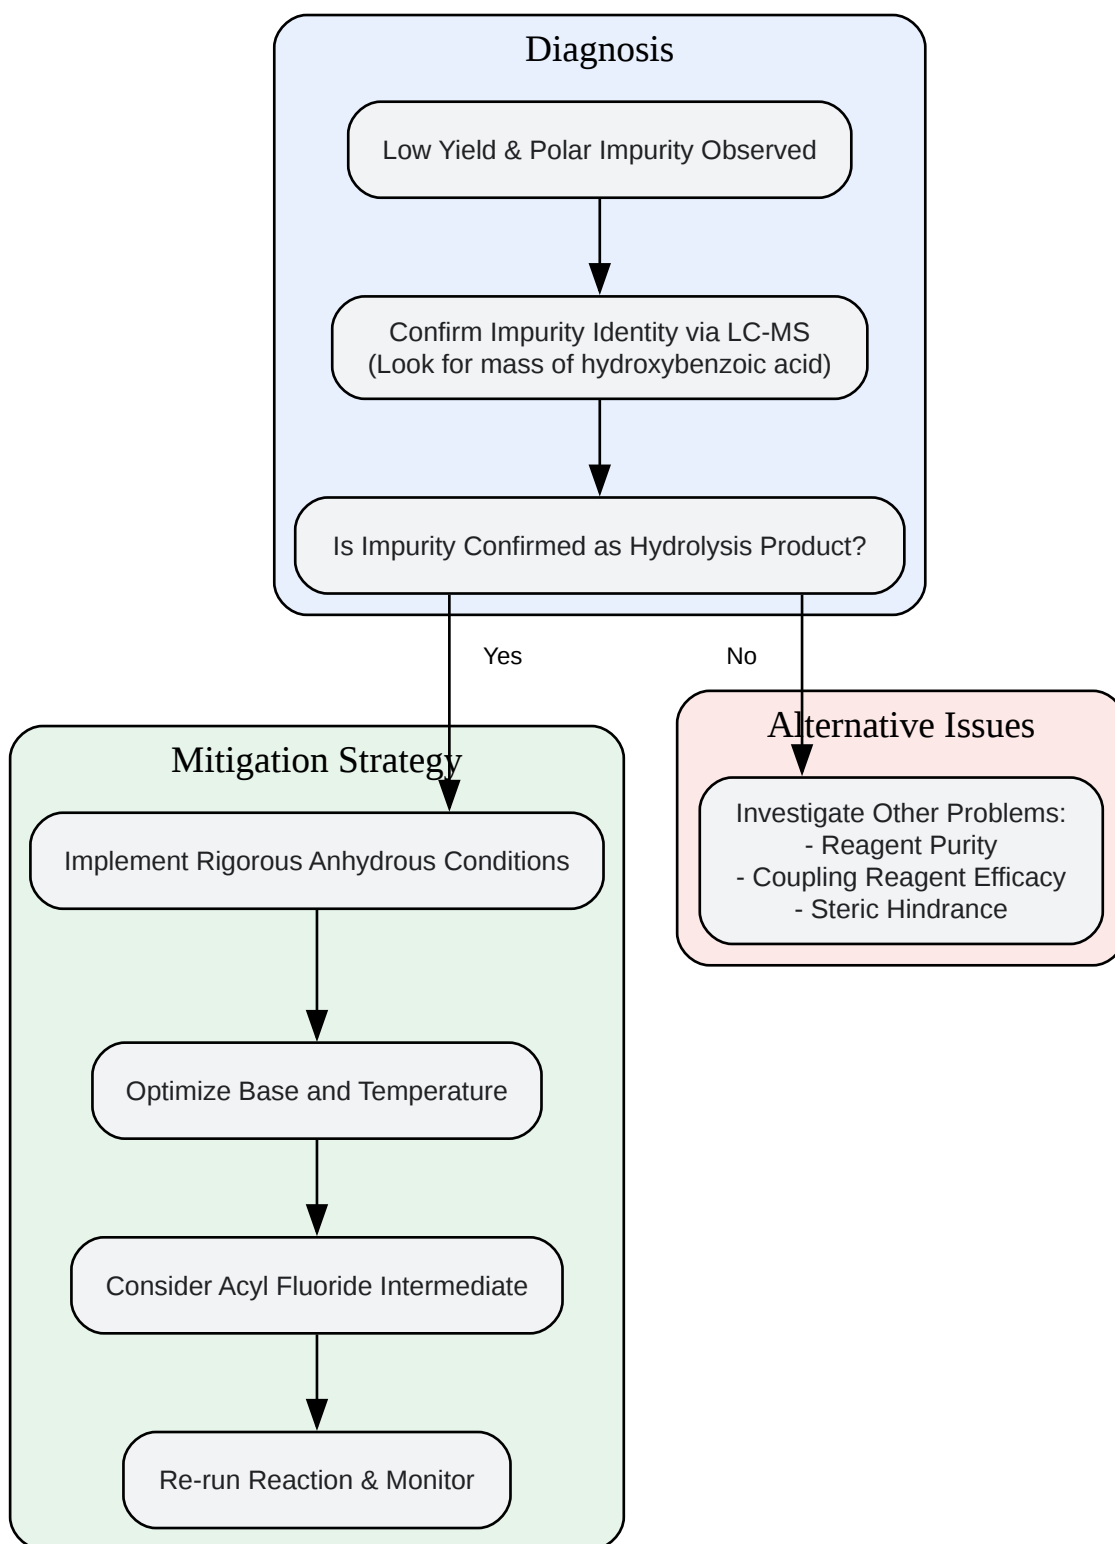 Diagnosis
Low Yield & Polar Impurity Observed
Confirm Impurity Identity via LC-MS
(Look for mass of hydroxybenzoic acid)
Is Impurity Confirmed as Hydrolysis Product?
Yes
No
Mitigation Strategy
Implement Rigorous Anhydrous Conditions
Optimize Base and Temperature
Consider Acyl Fluoride Intermediate
Re-run Reaction & Monitor
Alternative Issues
Investigate Other Problems:
- Reagent Purity
- Coupling Reagent Efficacy
- Steric Hindrance